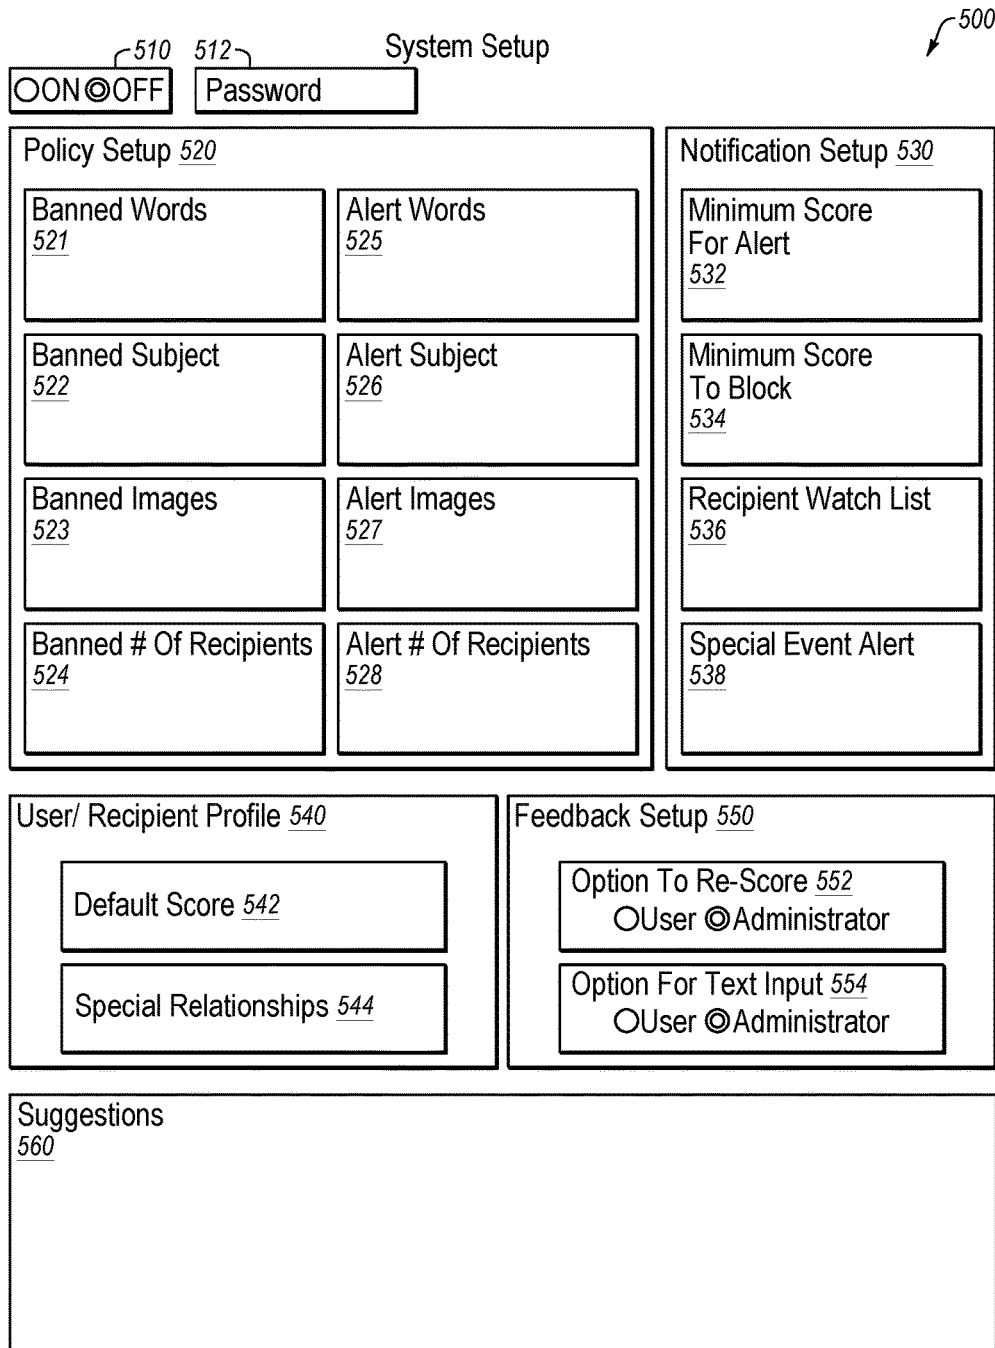 500
System Setup
510
512
ON OFF
Password
Policy Setup 520
Banned Words
521
Alert Words
525
Banned Subject
522
Alert Subject
526
Banned Images
523
Alert Images
527
Banned # Of Recipients
524
Alert # Of Recipients
528
Notification Setup 530
Minimum Score
For Alert
532
Minimum Score
To Block
534
Recipient Watch List
536
Special Event Alert
538
User/ Recipient Profile 540
Default Score 542
Special Relationships 544
Feedback Setup 550
Option To Re-Score 552
User Administrator
Option For Text Input 554
User Administrator
Suggestions
560